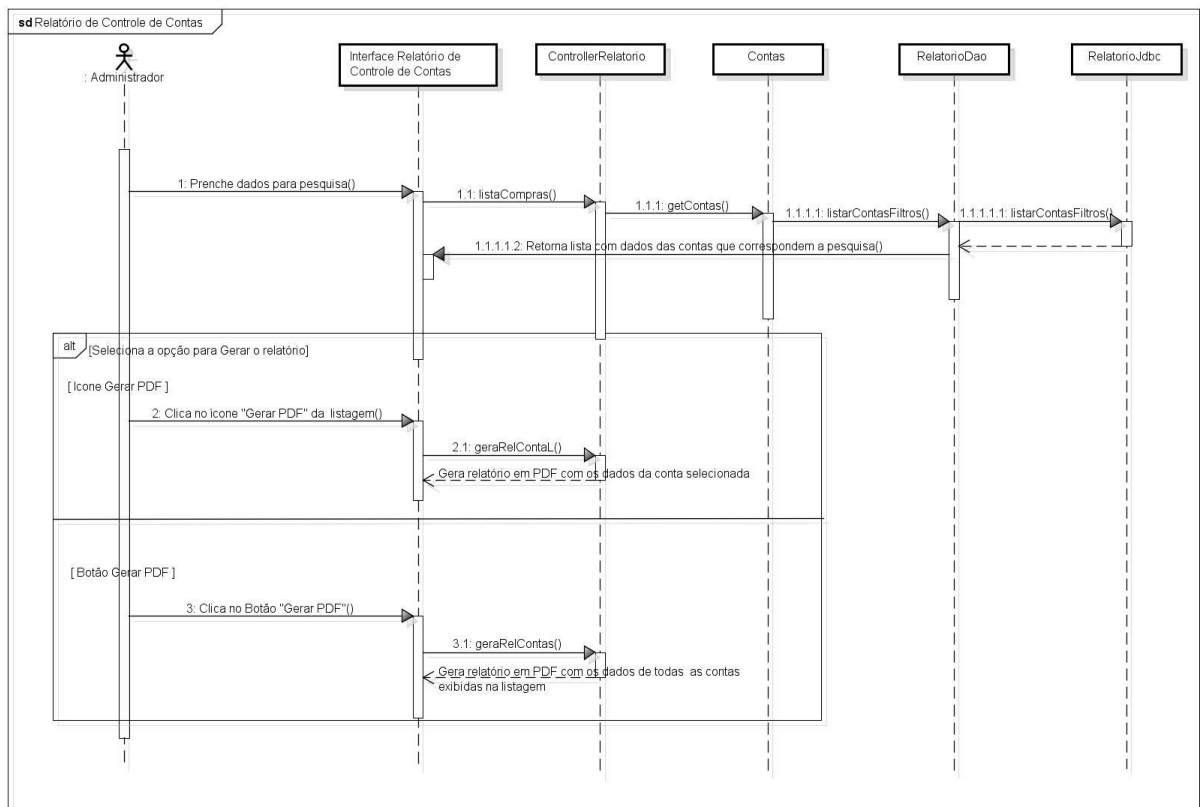 sd Relatório de Controle de Contas
: Administrador
Interface Relatório de
Controle de Contas
ControllerRelatorio
Contas
RelatorioDao
RelatorioJdbc
1: Prenche dados para pesquisa()
1.1: listaCompras()
1.1.1: getContas()
1.1.1.1: listarContasFiltros()
1.1.1.1.1: listarContasFiltros()
1.1.1.1.2: Retorna lista com dados das contas que correspondem a pesquisa()
alt
[Seleciona a opção para Gerar o relatório]
[ Icone Gerar PDF ]
2: Clica no ícone "Gerar PDF" da listagem()
2.1: geraRelContaL()
Gera relatório em PDF com os dados da conta selecionada
[ Botão Gerar PDF ]
3: Clica no Botão "Gerar PDF"()
3.1: geraRelContas()
Gera relatório em PDF com os dados de todas as contas
exibidas na listagem